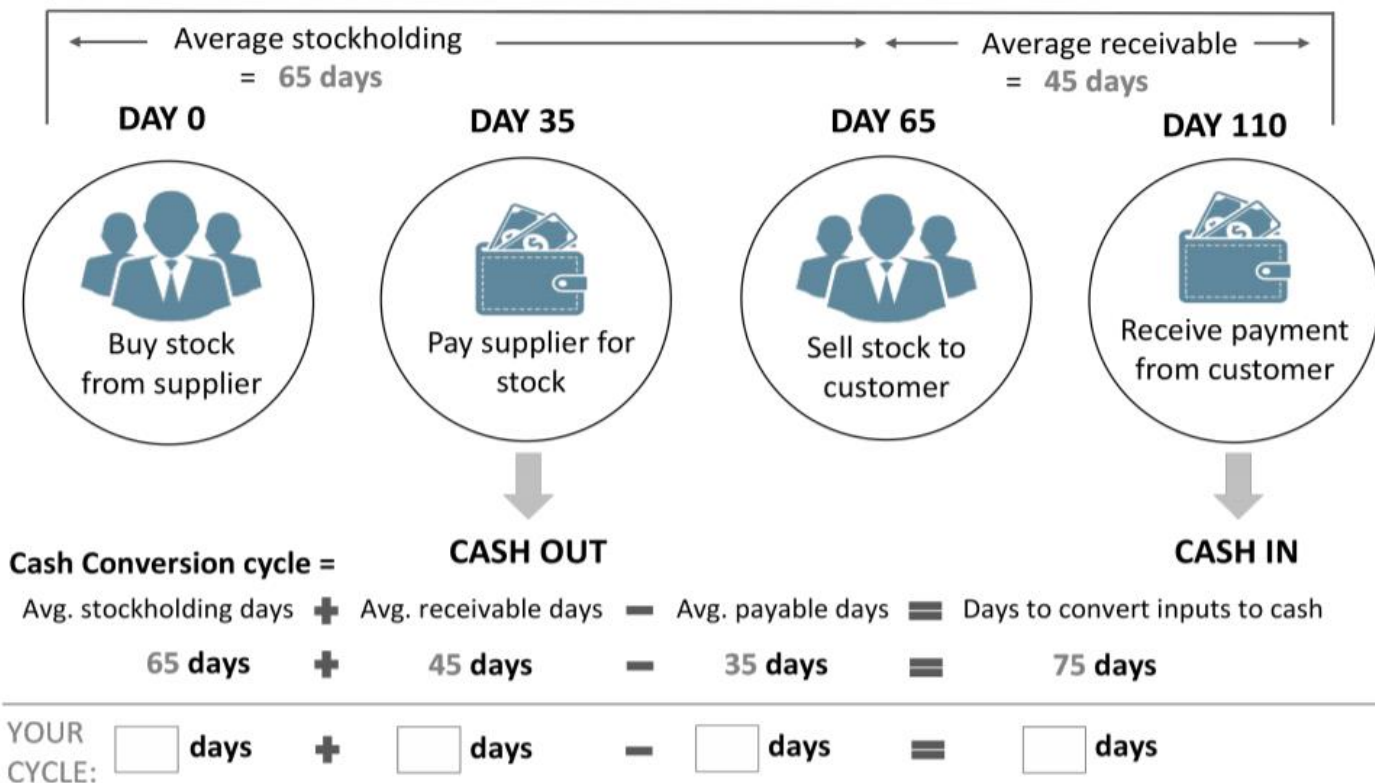 Average stockholding
= 65 days
Average receivable
= 45 days
DAY 0
DAY 35
DAY 65
DAY 110
Buy stock
from supplier
Pay supplier for
stock
Sell stock to
customer
Receive payment
from customer
CASH OUT
CASH IN
Cash Conversion cycle =
Avg. stockholding days + Avg. receivable days - Avg. payable days = Days to convert inputs to cash
65 days + 45 days - 35 days = 75 days
YOUR
CYCLE:
days + days - days = days